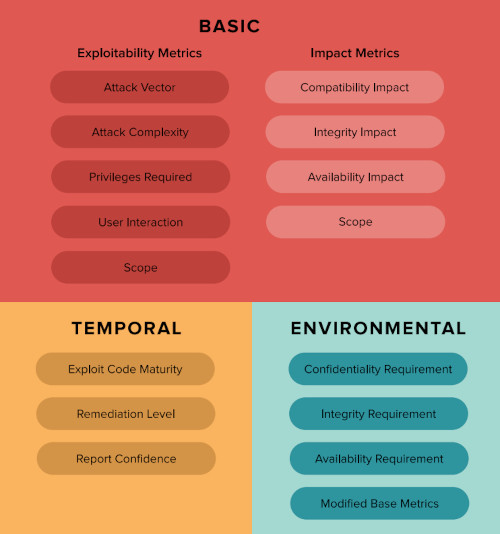 BASIC
Exploitability Metrics
Attack Vector
Attack Complexity
Privileges Required
User Interaction
Scope
Impact Metrics
Compatibility Impact
Integrity Impact
Availability Impact
Scope
TEMPORAL
Exploit Code Maturity
Remediation Level
Report Confidence
ENVIRONMENTAL
Confidentiality Requirement
Integrity Requirement
Availability Requirement
Modified Base Metrics